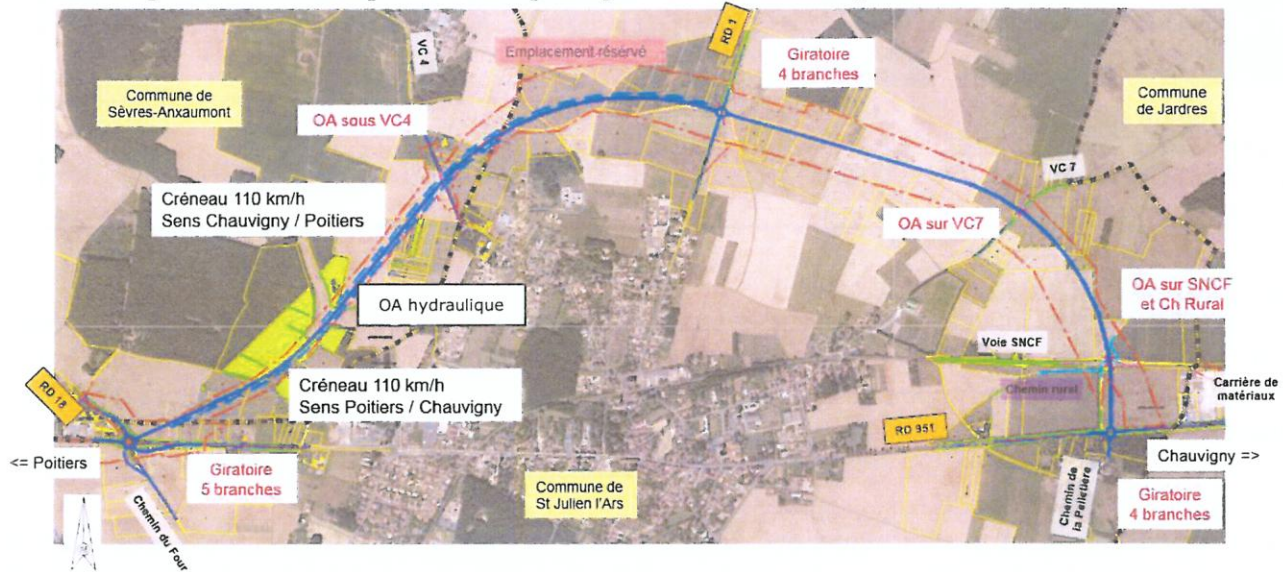 RD 1
VC 4
Emplacement réservé
Giratoire
4 branches
Commune de
Sèvres-Anxaumont
Commune
de Jardres
OA sous VC4
VC 7
Créneau 110 km/h
Sens Chauvigny / Poitiers
OA sur VC7
OA hydraulique
OA sur SNCF
et Ch Rural
Voie SNCF
Créneau 110 km/h
Sens Poitiers / Chauvigny
Chemin rural
Carrière de
matériaux
RD 18
RD 951
<= Poitiers
Giratoire
5 branches
Chemin du Four
Commune de
St Julien l'Ars
Chemin de
la Pelletière
Chauvigny =>
Giratoire
4 branches